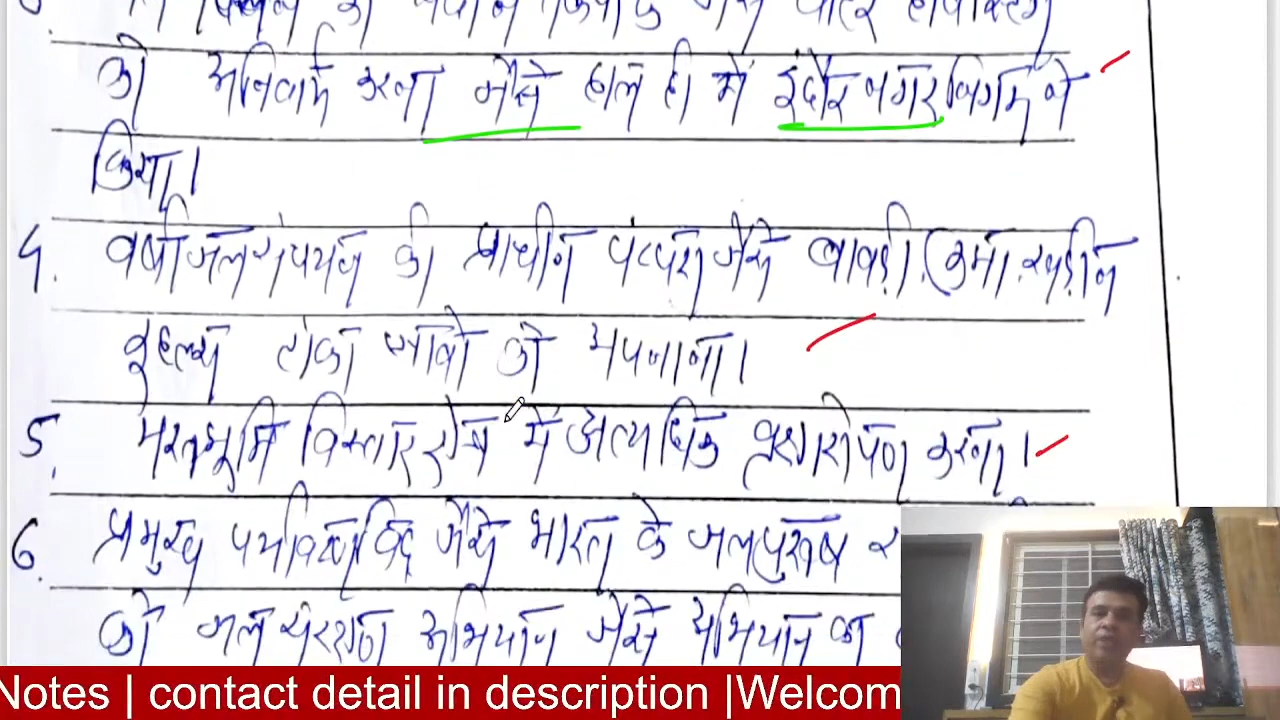 को अनिवार्य करना जैसे हाल ही में इंदौर नगर निगम ने
किया।
4. वर्षा जल संचयन की प्राचीन परंपरा जैसे बावड़ी, कुआं, खड़ीन
टांका आदि को अपनाना।
5. मरूभूमि विस्तार क्षेत्र में अत्यधिक वृक्षारोपण करना।
6. प्रमुख पर्यावरणविद् जैसे भारत के जलपुरुष
को जल संरक्षण अभियान जैसे अभियान का
Notes | contact detail in description |Welcom